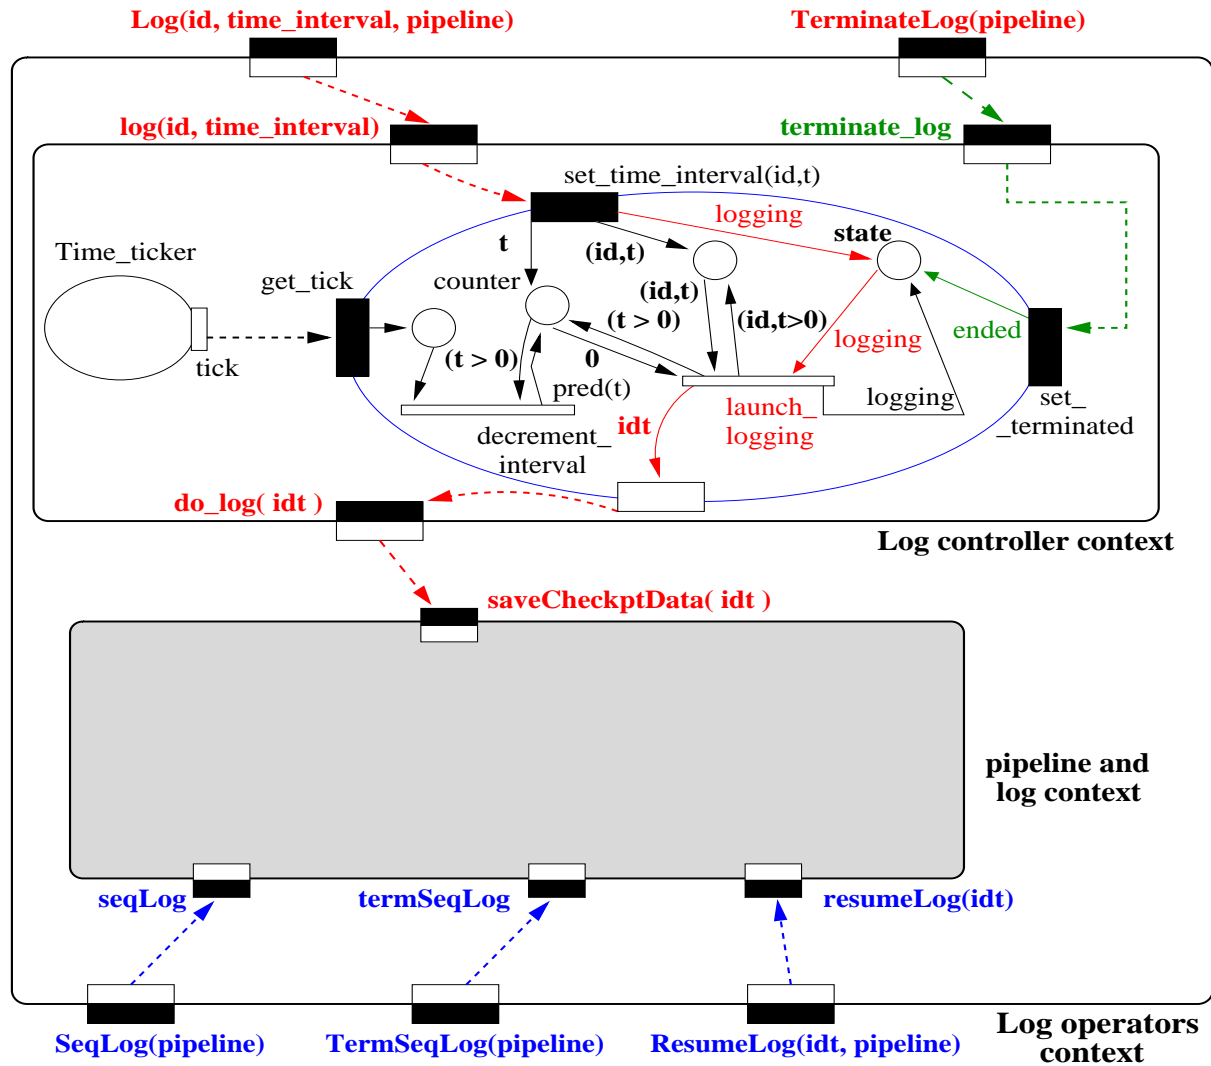 Log(id, time_interval, pipeline)
TerminateLog(pipeline)
log(id, time_interval)
terminate_log
set_time_interval(id,t)
logging
state
t
(id,t)
Time_ticker
get_tick
counter
(id,t)
(t > 0)
(id,t>0)
ended
logging
tick
(t > 0)
0
pred(t)
launch_
logging
logging
set_
_terminated
idt
decrement_
interval
do_log( idt )
Log controller context
saveCheckptData( idt )
pipeline and
log context
seqLog
termSeqLog
resumeLog(idt)
SeqLog(pipeline)
TermSeqLog(pipeline)
ResumeLog(idt, pipeline)
Log operators
context